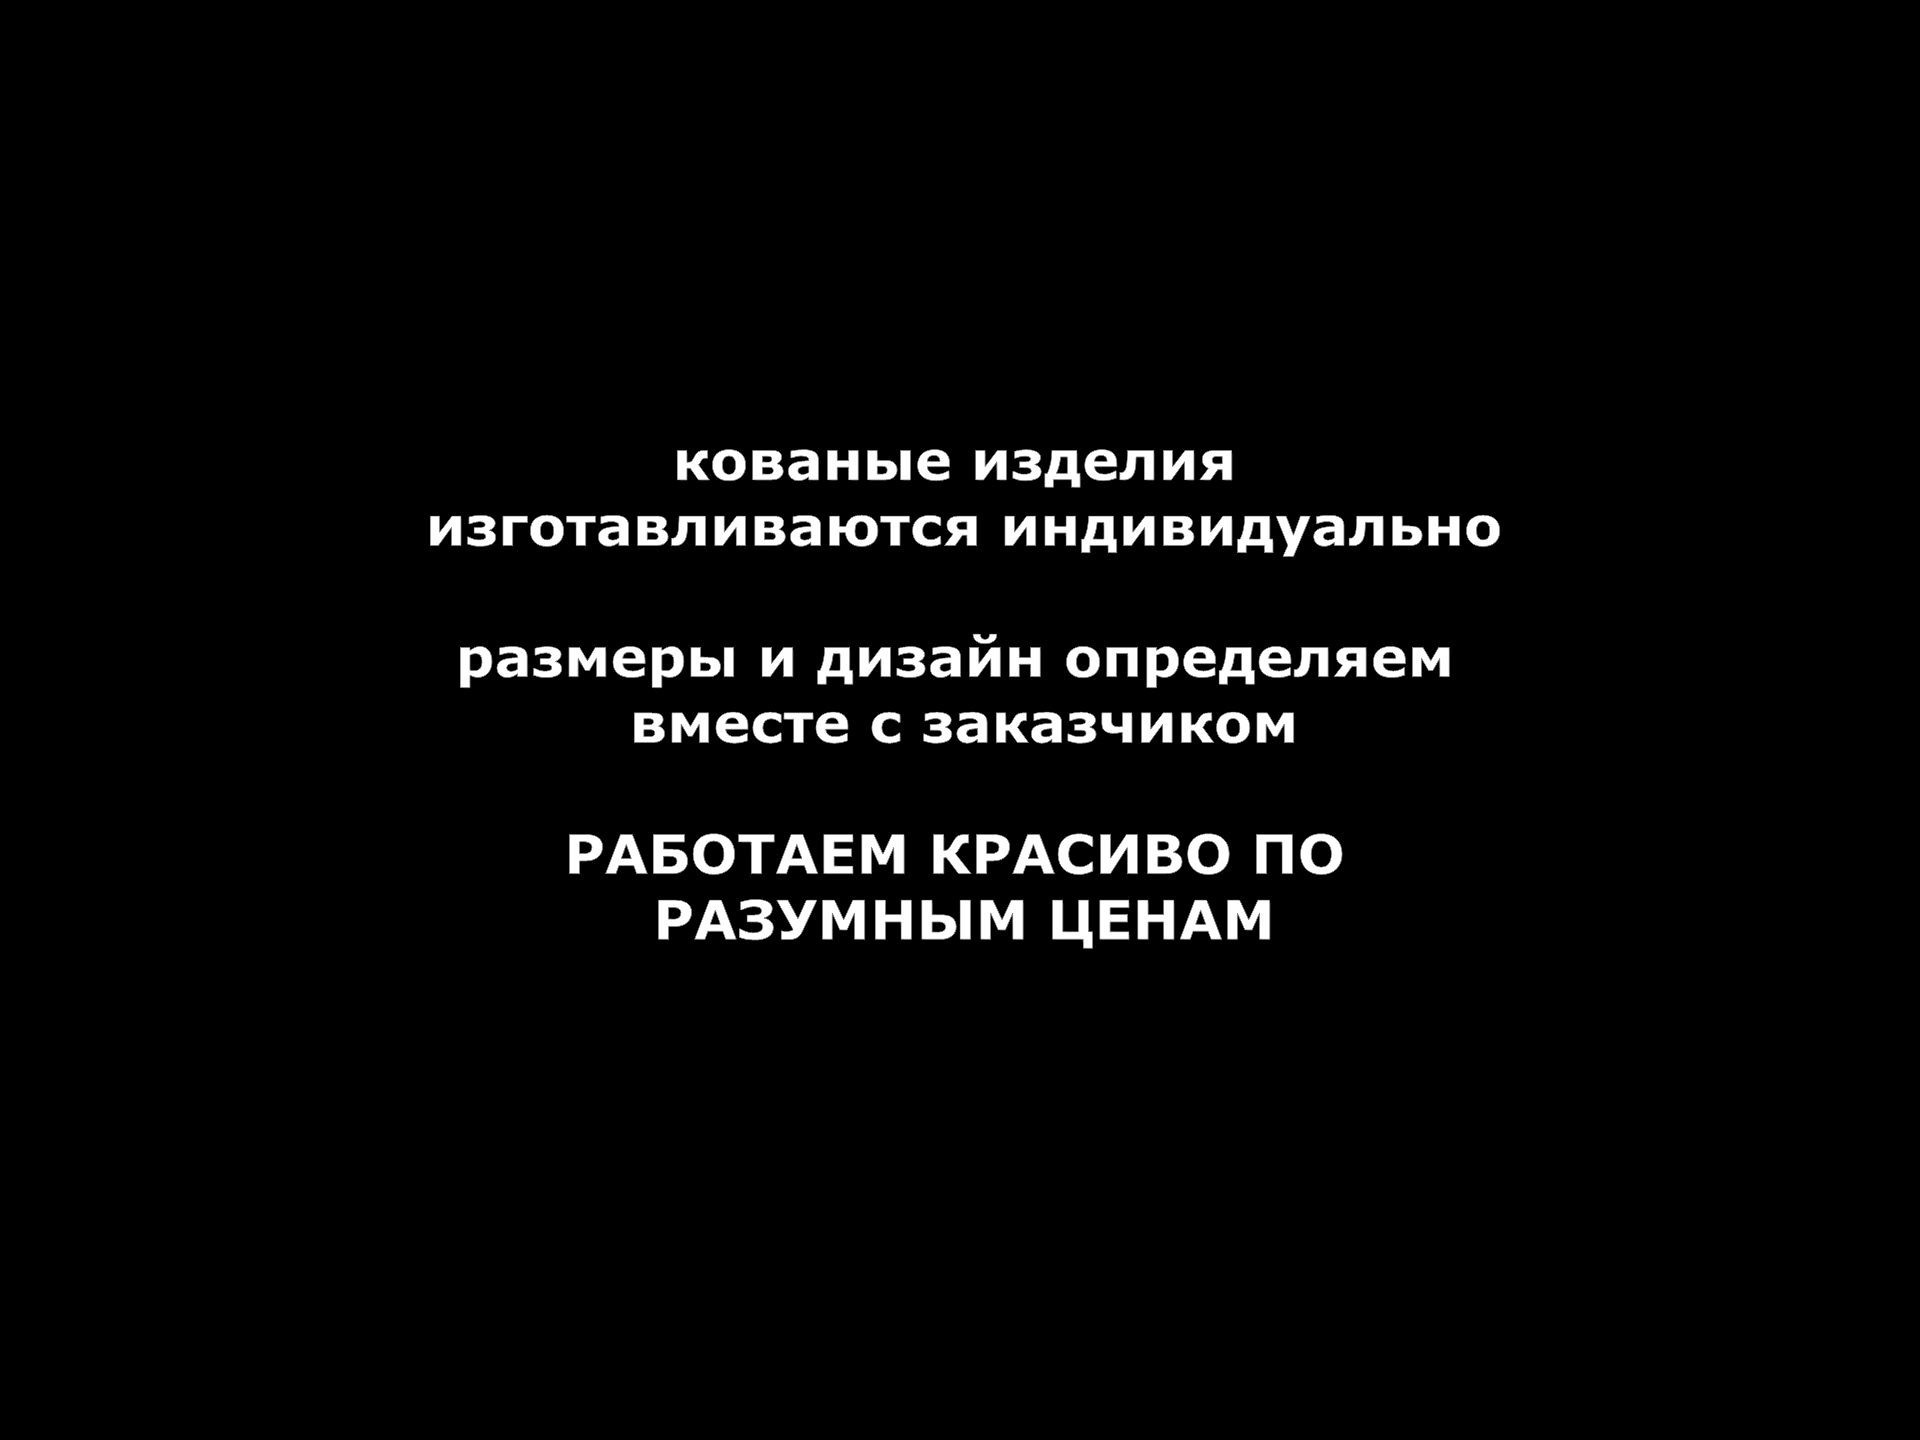 кованые изделия
изготавливаются индивидуально
размеры и дизайн определяем
вместе с заказчиком
РАБОТАЕМ КРАСИВО ПО
РАЗУМНЫМ ЦЕНАМ